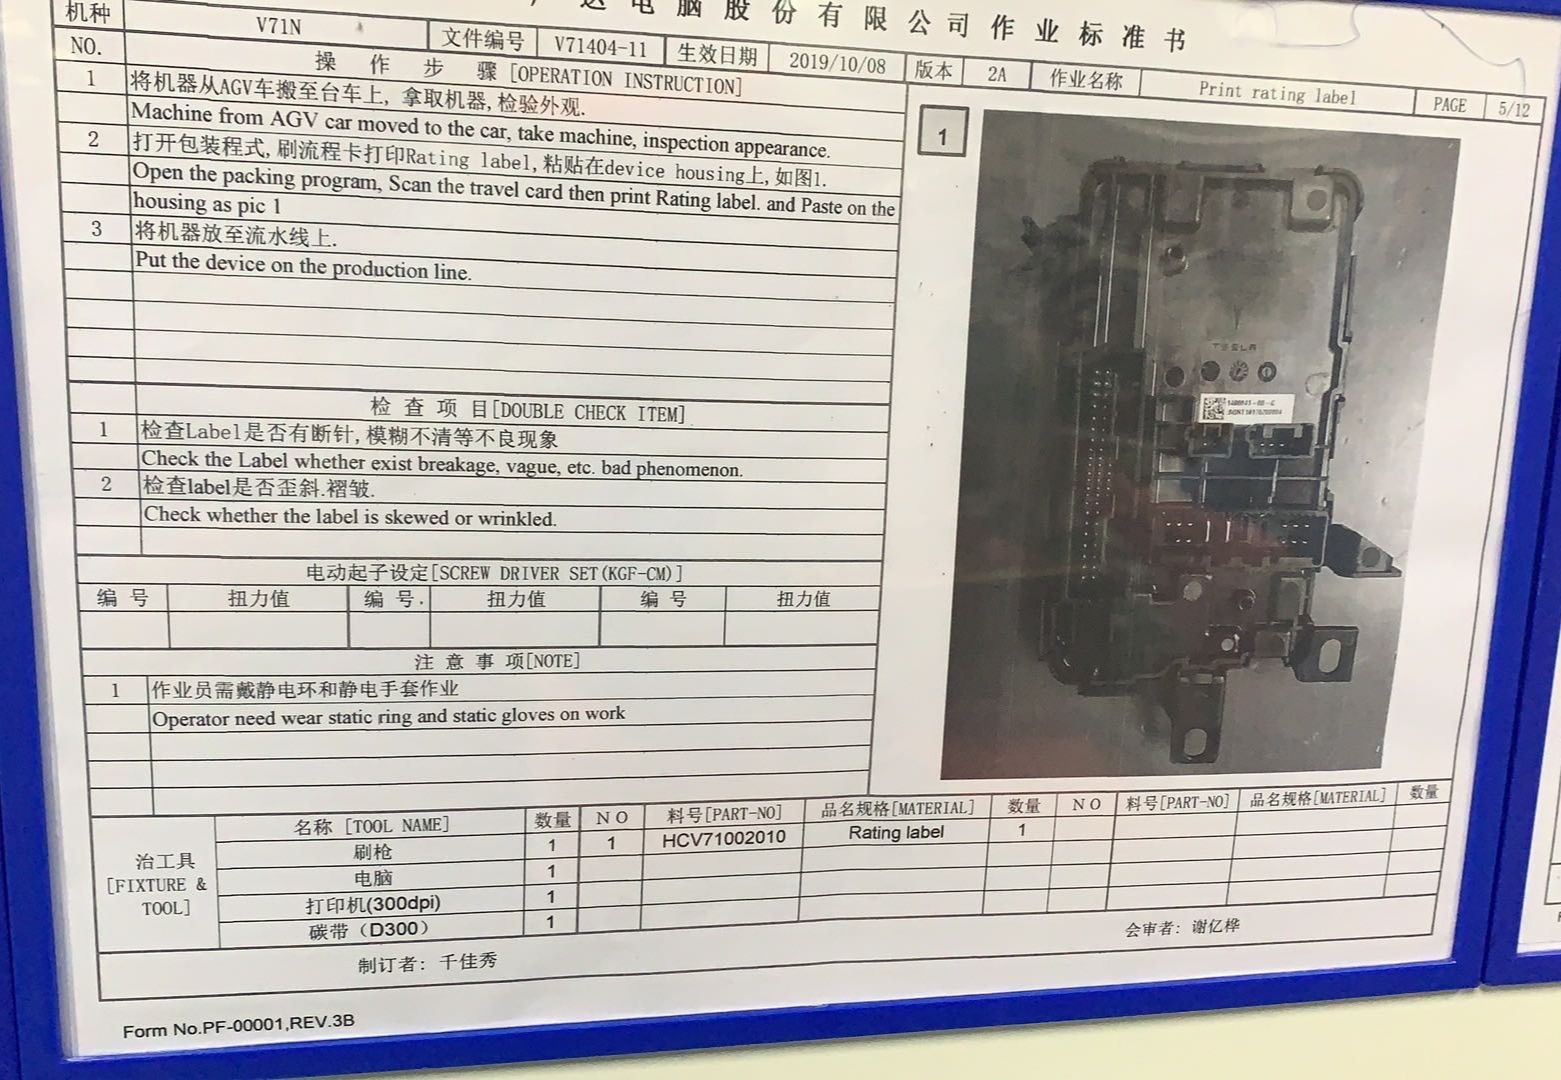 达电脑股份有限公司作业标准书
机种 V71N 文件编号 V71404-11 生效日期 2019/10/08 版本 2A 作业名称 Print rating label PAGE 5/12
NO. 操 作 步 骤[OPERATION INSTRUCTION]
1 将机器从AGV车搬至台车上, 拿取机器,检验外观.
Machine from AGV car moved to the car, take machine, inspection appearance.
2 打开包装程式,刷流程卡打印Rating label,粘贴在device housing上,如图1.
Open the packing program, Scan the travel card then print Rating label. and Paste on the
housing as pic 1
3 将机器放至流水线上.
Put the device on the production line.
检 查 项 目[DOUBLE CHECK ITEM]
1 检查Label是否有断针,模糊不清等不良现象
Check the Label whether exist breakage, vague, etc. bad phenomenon.
2 检查label是否歪斜.褶皱.
Check whether the label is skewed or wrinkled.
电动起子设定[SCREW DRIVER SET(KGF-CM)]
编 号 扭力值 编 号. 扭力值 编 号 扭力值
注 意 事 项[NOTE]
1 作业员需戴静电环和静电手套作业
Operator need wear static ring and static gloves on work
1
TESLA
治工具
[FIXTURE &
TOOL]
名称 [TOOL NAME] 数量 NO 料号[PART-NO] 品名规格[MATERIAL] 数量 NO 料号[PART-NO] 品名规格[MATERIAL] 数量
刷枪 1 1 HCV71002010 Rating label 1
电脑 1
打印机(300dpi) 1
碳带（D300） 1
制订者: 千佳秀 会审者: 谢亿桦
Form No.PF-00001,REV.3B